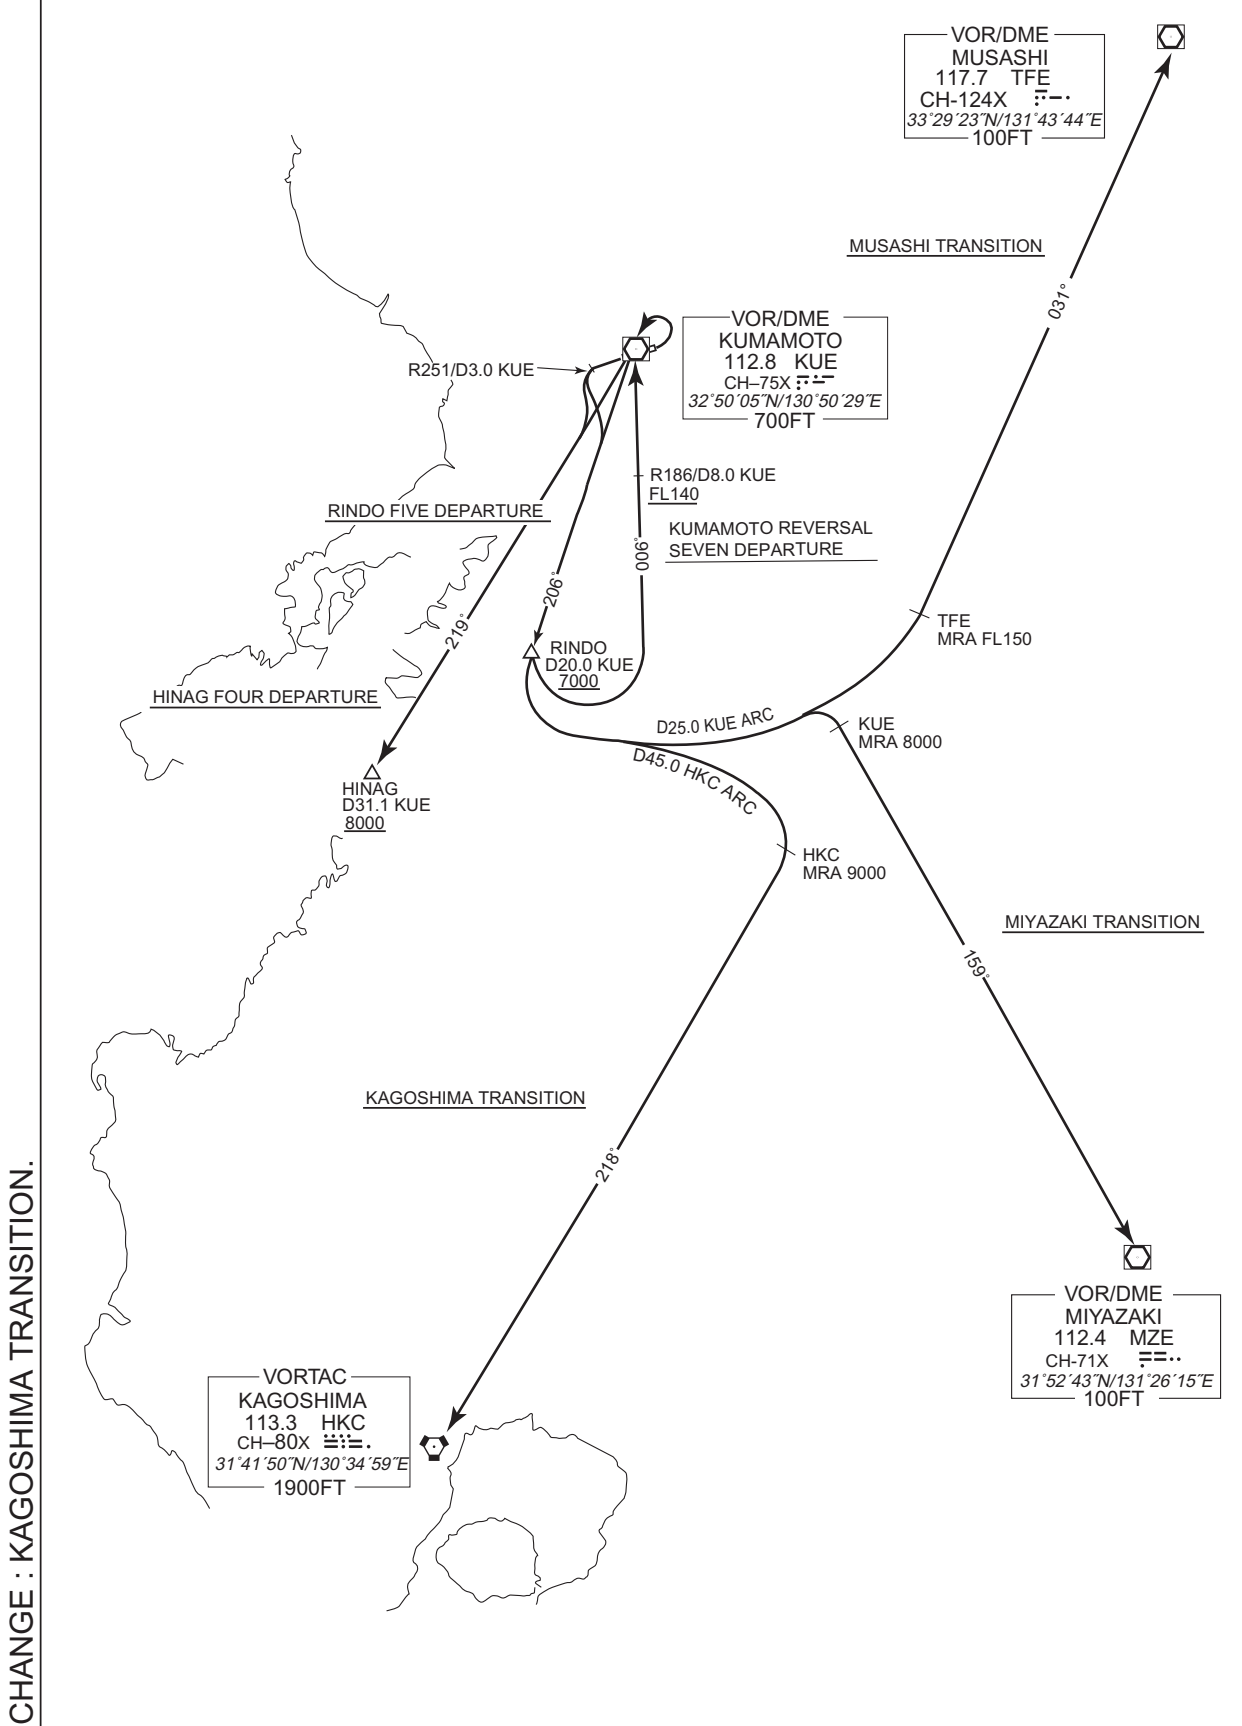 VOR/DME
MUSASHI
117.7 TFE
CH-124X
33°29´23˝N/131°43´44˝E
100FT
MUSASHI TRANSITION
031°
VOR/DME
KUMAMOTO
112.8 KUE
CH–75X
32°50´05˝N/130°50´29˝E
700FT
R251/D3.0 KUE
R186/D8.0 KUE
FL140
RINDO FIVE DEPARTURE
KUMAMOTO REVERSAL
SEVEN DEPARTURE
006°
206°
219°
TFE
MRA FL150
RINDO
D20.0 KUE
7000
HINAG FOUR DEPARTURE
D25.0 KUE ARC
KUE
MRA 8000
D45.0 HKC ARC
HINAG
D31.1 KUE
8000
HKC
MRA 9000
MIYAZAKI TRANSITION
159°
KAGOSHIMA TRANSITION
218°
VOR/DME
MIYAZAKI
112.4 MZE
CH-71X
31°52´43˝N/131°26´15˝E
100FT
VORTAC
KAGOSHIMA
113.3 HKC
CH–80X
31°41´50˝N/130°34´59˝E
1900FT
CHANGE : KAGOSHIMA TRANSITION.